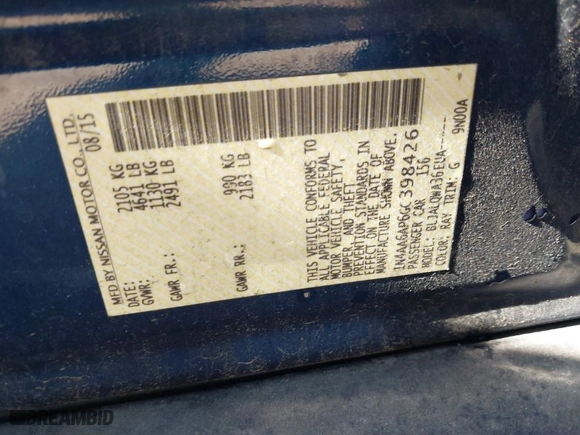 MFD BY NISSAN MOTOR CO., LTD.
DATE: 08/15
GVWR: 2105 KG
4641 LB
GAWR FR.: 1130 KG
2491 LB
GAWR RR.: 990 KG
2183 LB
THIS VEHICLE CONFORMS TO
ALL APPLICABLE FEDERAL
MOTOR VEHICLE SAFETY,
BUMPER, AND THEFT
PREVENTION STANDARDS IN
EFFECT ON THE DATE OF
MANUFACTURE SHOWN ABOVE.
1N4AA6AP6GC398426
PASSENGER CAR 156
MODEL: BLJALQWA36EUA-----
COLOR: RAY TRIM: G 9N00A
DREAMBID